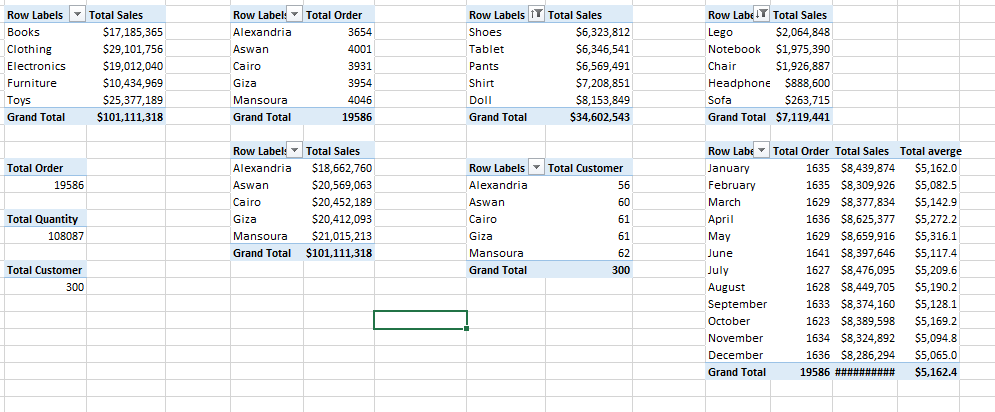 Row Labels Total Sales
Books $17,185,365
Clothing $29,101,756
Electronics $19,012,040
Furniture $10,434,969
Toys $25,377,189
Grand Total $101,111,318
Row Labels Total Order
Alexandria 3654
Aswan 4001
Cairo 3931
Giza 3954
Mansoura 4046
Grand Total 19586
Row Labels Total Sales
Shoes $6,323,812
Tablet $6,346,541
Pants $6,569,491
Shirt $7,208,851
Doll $8,153,849
Grand Total $34,602,543
Row Labe Total Sales
Lego $2,064,848
Notebook $1,975,390
Chair $1,926,887
Headphone $888,600
Sofa $263,715
Grand Total $7,119,441
Total Order
19586
Total Quantity
108087
Total Customer
300
Row Labels Total Sales
Alexandria $18,662,760
Aswan $20,569,063
Cairo $20,452,189
Giza $20,412,093
Mansoura $21,015,213
Grand Total $101,111,318
Row Labels Total Customer
Alexandria 56
Aswan 60
Cairo 61
Giza 61
Mansoura 62
Grand Total 300
Row Labe Total Order Total Sales Total averge
January 1635 $8,439,874 $5,162.0
February 1635 $8,309,926 $5,082.5
March 1629 $8,377,834 $5,142.9
April 1636 $8,625,377 $5,272.2
May 1629 $8,659,916 $5,316.1
June 1641 $8,397,646 $5,117.4
July 1627 $8,476,095 $5,209.6
August 1628 $8,449,705 $5,190.2
September 1633 $8,374,160 $5,128.1
October 1623 $8,389,598 $5,169.2
November 1634 $8,324,892 $5,094.8
December 1636 $8,286,294 $5,065.0
Grand Total 19586 ########## $5,162.4